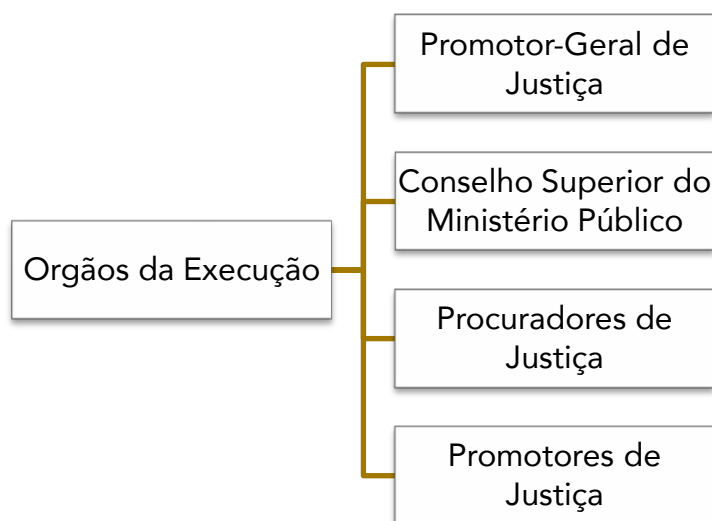 Promotor-Geral de
Justiça
Conselho Superior do
Ministério Público
Orgãos da Execução
Procuradores de
Justiça
Promotores de
Justiça